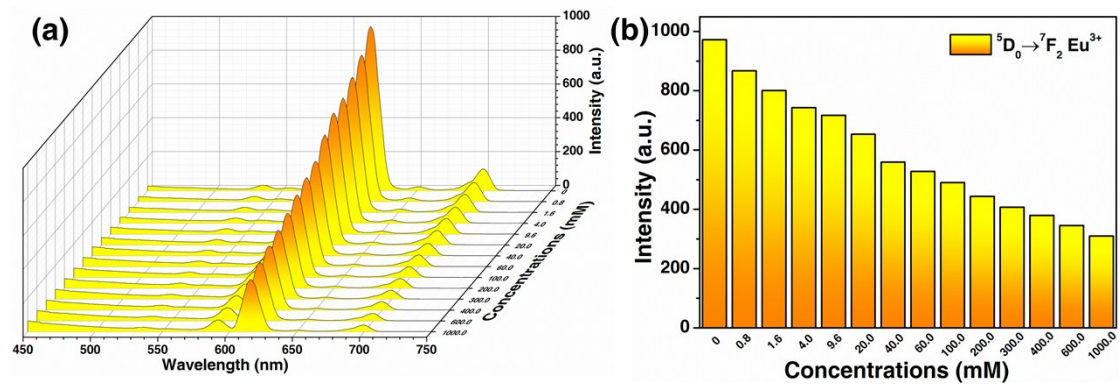 (a)
1000
800
600
400
200
0
Intensity (a.u.)
0
0.8
1.6
4.0
9.6
20.0
40.0
60.0
100.0
200.0
300.0
400.0
600.0
1000.0
Concentrations (mM)
450 500 550 600 650 700 750
Wavelength (nm)
(b)
⁵D₀→⁷F₂ Eu³⁺
1000
800
600
400
200
0
Intensity (a.u.)
0 0.8 1.6 4.0 9.6 20.0 40.0 60.0 100.0 200.0 300.0 400.0 600.0 1000.0
Concentrations (mM)